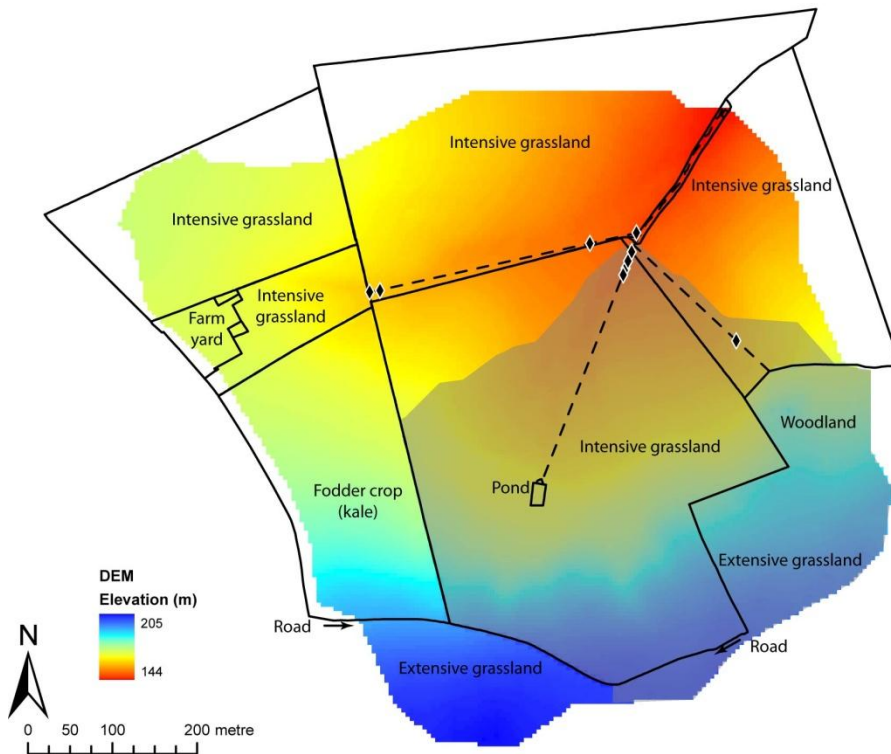 Intensive grassland
Intensive grassland
Intensive grassland
Intensive
grassland
Farm
yard
Woodland
Intensive grassland
Pond
Fodder crop
(kale)
Extensive grassland
DEM
Elevation (m)
205
144
Road
Road
Extensive grassland
N
0 50 100 200 metre